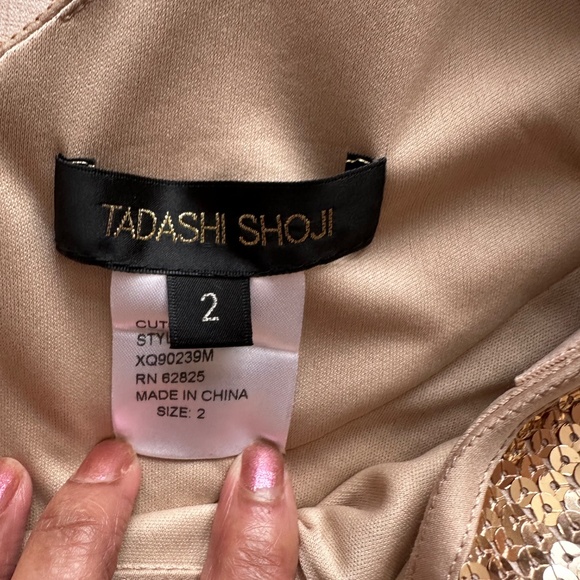 TADASHI SHOJI
2
CUT
STYL
XQ90239M
RN 62825
MADE IN CHINA
SIZE: 2